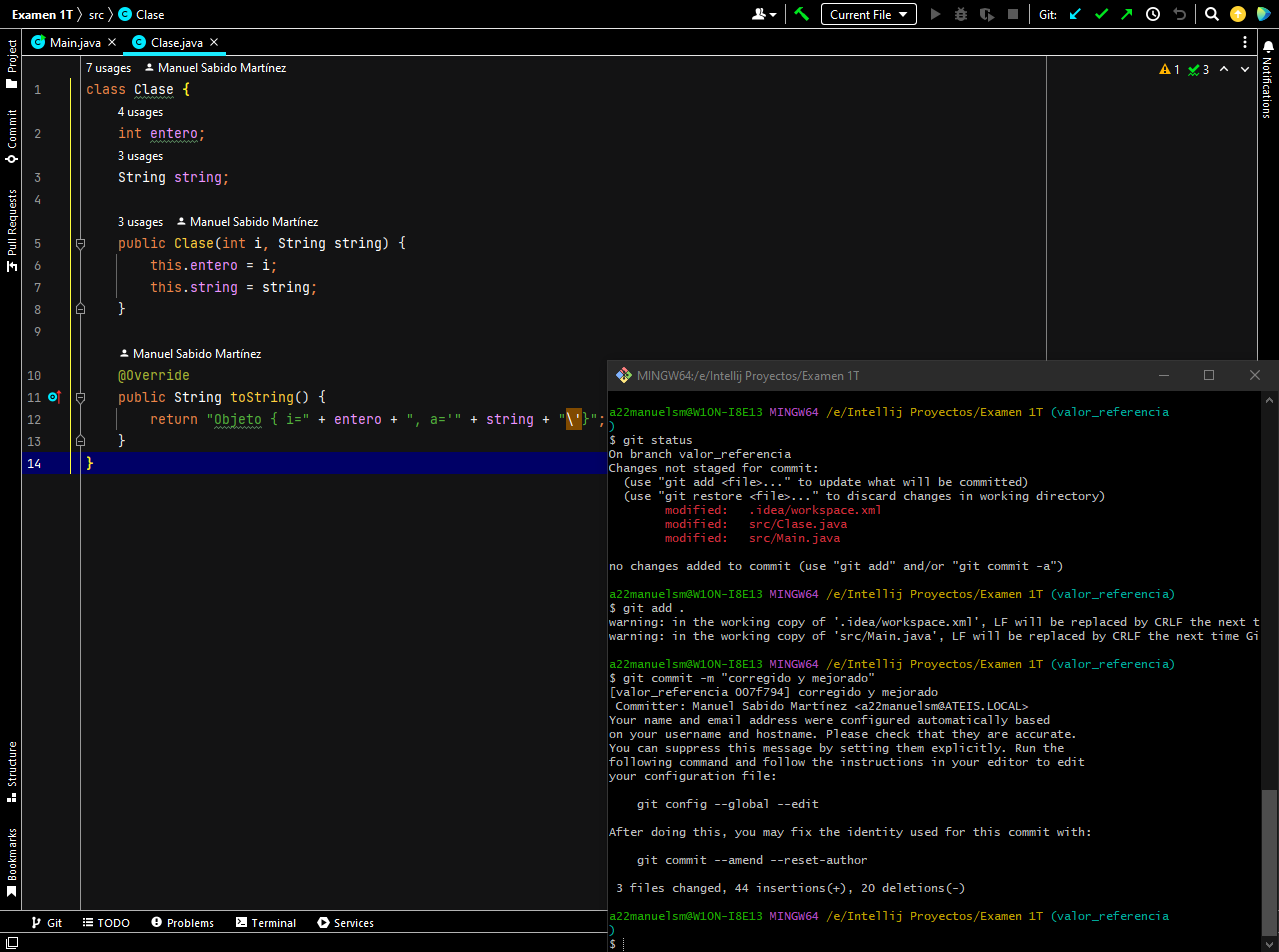 Examen 1T
src
Clase
Current File
Git:
Main.java
Clase.java
Project
Commit
Pull Requests
Structure
Bookmarks
Notifications
1
3
7 usages Manuel Sabido Martínez
1 class Clase {
4 usages
2 int entero;
3 usages
3 String string;
4
3 usages Manuel Sabido Martínez
5 public Clase(int i, String string) {
6 this.entero = i;
7 this.string = string;
8 }
9
Manuel Sabido Martínez
10 @Override
11 public String toString() {
12 return "Objeto { i=" + entero + ", a='" + string + "\'}";
13 }
14 }
MINGW64:/e/Intellij Proyectos/Examen 1T
a22manuelsm@W10N-I8E13 MINGW64 /e/Intellij Proyectos/Examen 1T (valor_referencia
)
$ git status
On branch valor_referencia
Changes not staged for commit:
(use "git add <file>..." to update what will be committed)
(use "git restore <file>..." to discard changes in working directory)
modified: .idea/workspace.xml
modified: src/Clase.java
modified: src/Main.java
no changes added to commit (use "git add" and/or "git commit -a")
a22manuelsm@W10N-I8E13 MINGW64 /e/Intellij Proyectos/Examen 1T (valor_referencia)
$ git add .
warning: in the working copy of '.idea/workspace.xml', LF will be replaced by CRLF the next t
warning: in the working copy of 'src/Main.java', LF will be replaced by CRLF the next time Gi
a22manuelsm@W10N-I8E13 MINGW64 /e/Intellij Proyectos/Examen 1T (valor_referencia)
$ git commit -m "corregido y mejorado"
[valor_referencia 007f794] corregido y mejorado
Committer: Manuel Sabido Martínez <a22manuelsm@ATEIS.LOCAL>
Your name and email address were configured automatically based
on your username and hostname. Please check that they are accurate.
You can suppress this message by setting them explicitly. Run the
following command and follow the instructions in your editor to edit
your configuration file:
git config --global --edit
After doing this, you may fix the identity used for this commit with:
git commit --amend --reset-author
3 files changed, 44 insertions(+), 20 deletions(-)
a22manuelsm@W10N-I8E13 MINGW64 /e/Intellij Proyectos/Examen 1T (valor_referencia
)
$
Git
TODO
Problems
Terminal
Services